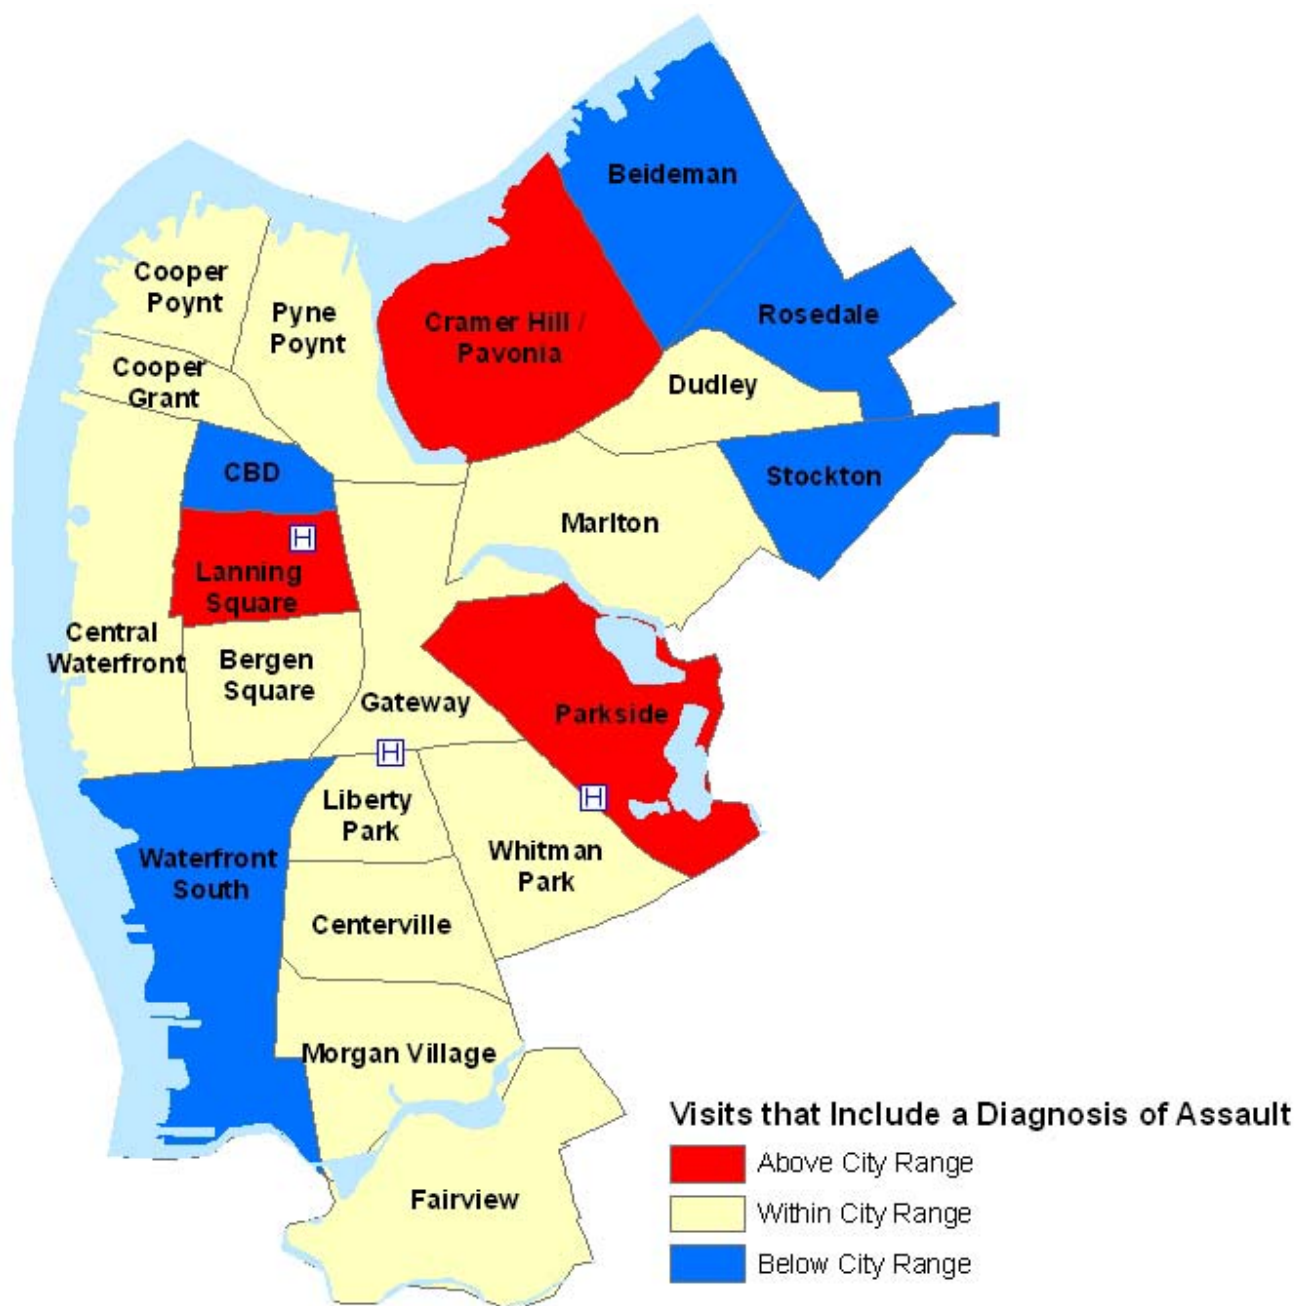 Beideman
Cooper
Poynt
Pyne
Poynt
Cramer Hill /
Pavonia
Rosedale
Cooper
Grant
Dudley
CBD
Stockton
Marlton
H
Lanning
Square
Central
Waterfront
Bergen
Square
Gateway
Parkside
H
H
Liberty
Park
Whitman
Park
Waterfront
South
Centerville
Morgan Village
Fairview
Visits that Include a Diagnosis of Assault
Above City Range
Within City Range
Below City Range